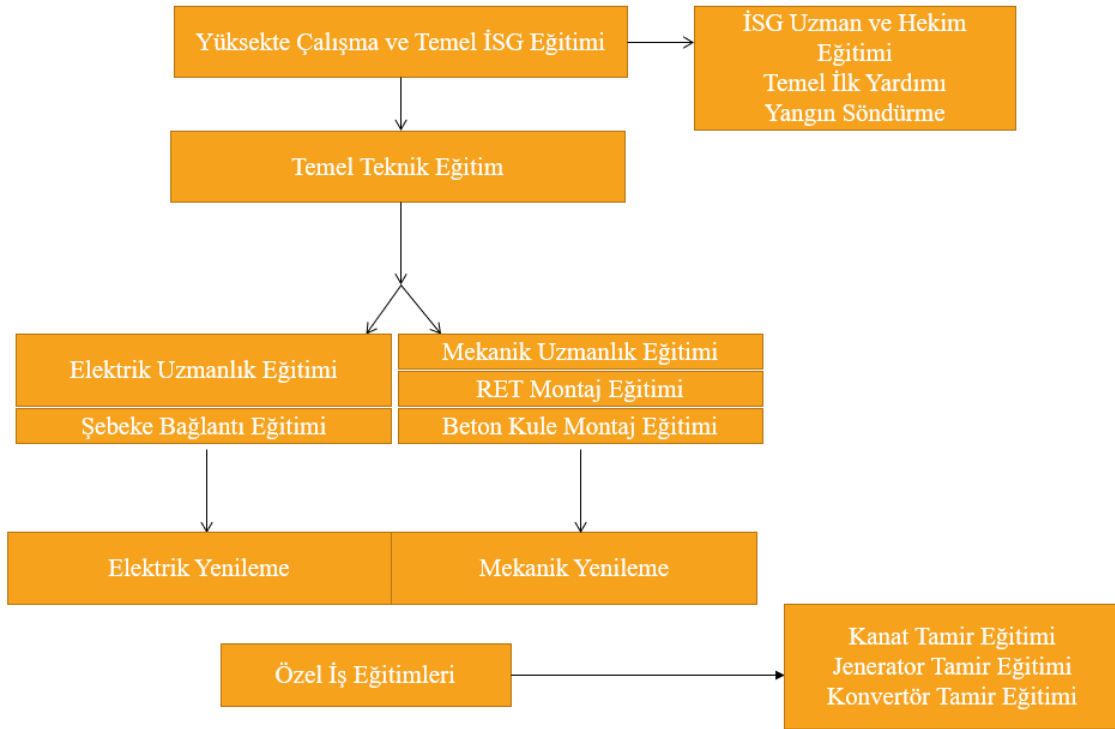 Yüksekte Çalışma ve Temel İSG Eğitimi
İSG Uzman ve Hekim
Eğitimi
Temel İlk Yardımı
Yangın Söndürme
Temel Teknik Eğitim
Elektrik Uzmanlık Eğitimi
Şebeke Bağlantı Eğitimi
Mekanik Uzmanlık Eğitimi
RET Montaj Eğitimi
Beton Kule Montaj Eğitimi
Elektrik Yenileme
Mekanik Yenileme
Özel İş Eğitimleri
Kanat Tamir Eğitimi
Jenerator Tamir Eğitimi
Konvertör Tamir Eğitimi